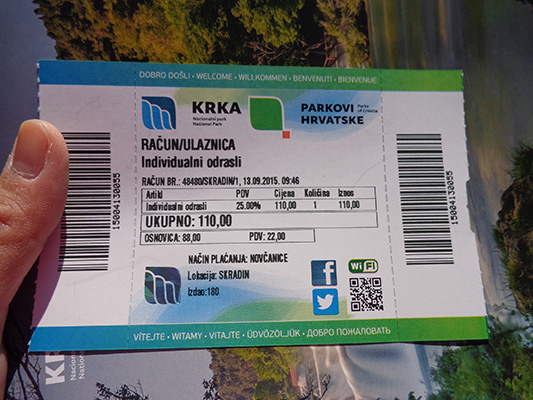 DOBRO DOŠLI • WELCOME • WILLKOMMEN • BENVENUTI • BIENVENUE
KRKA
Nacionalni park
National Park
PARKOVI
HRVATSKE
Parks
of Croatia
RAČUN/ULAZNICA
Individualni odrasli
RAČUN BR.: 48480/SKRADIN/1, 13.09.2015. 09:46
Artikl PDV Cijena Količina Iznos
Individualni odrasli 25.00% 110,00 1 110,00
UKUPNO: 110,00
OSNOVICA: 88,00 PDV: 22,00
NAČIN PLAĆANJA: NOVČANICE
Lokacija: SKRADIN
Izdao:180
WiFi
15004130055
15004130055
VÍTEJTE • WITAMY • VITAJTE • ÜDVÖZÖLJÜK • ДОБРО ПОЖАЛОВАТЬ